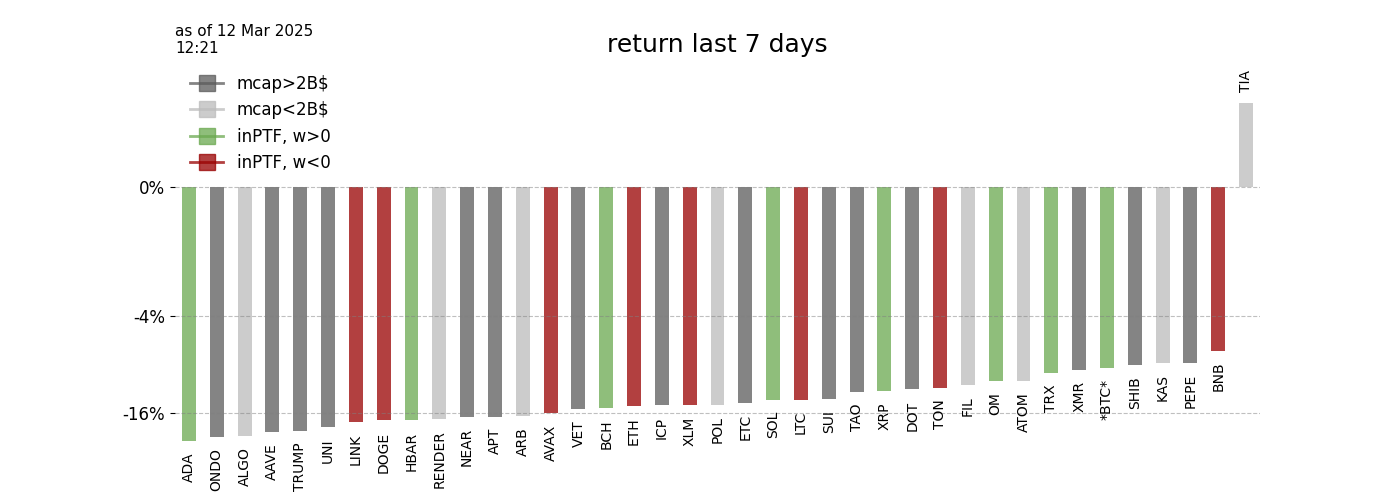 as of 12 Mar 2025
12:21
return last 7 days
mcap>2B$
mcap<2B$
inPTF, w>0
inPTF, w<0
0%
-4%
-16%
ADA
ONDO
ALGO
AAVE
TRUMP
UNI
LINK
DOGE
HBAR
RENDER
NEAR
APT
ARB
AVAX
VET
BCH
ETH
ICP
XLM
POL
ETC
SOL
LTC
SUI
TAO
XRP
DOT
TON
FIL
OM
ATOM
TRX
XMR
*BTC*
SHIB
KAS
PEPE
BNB
TIA